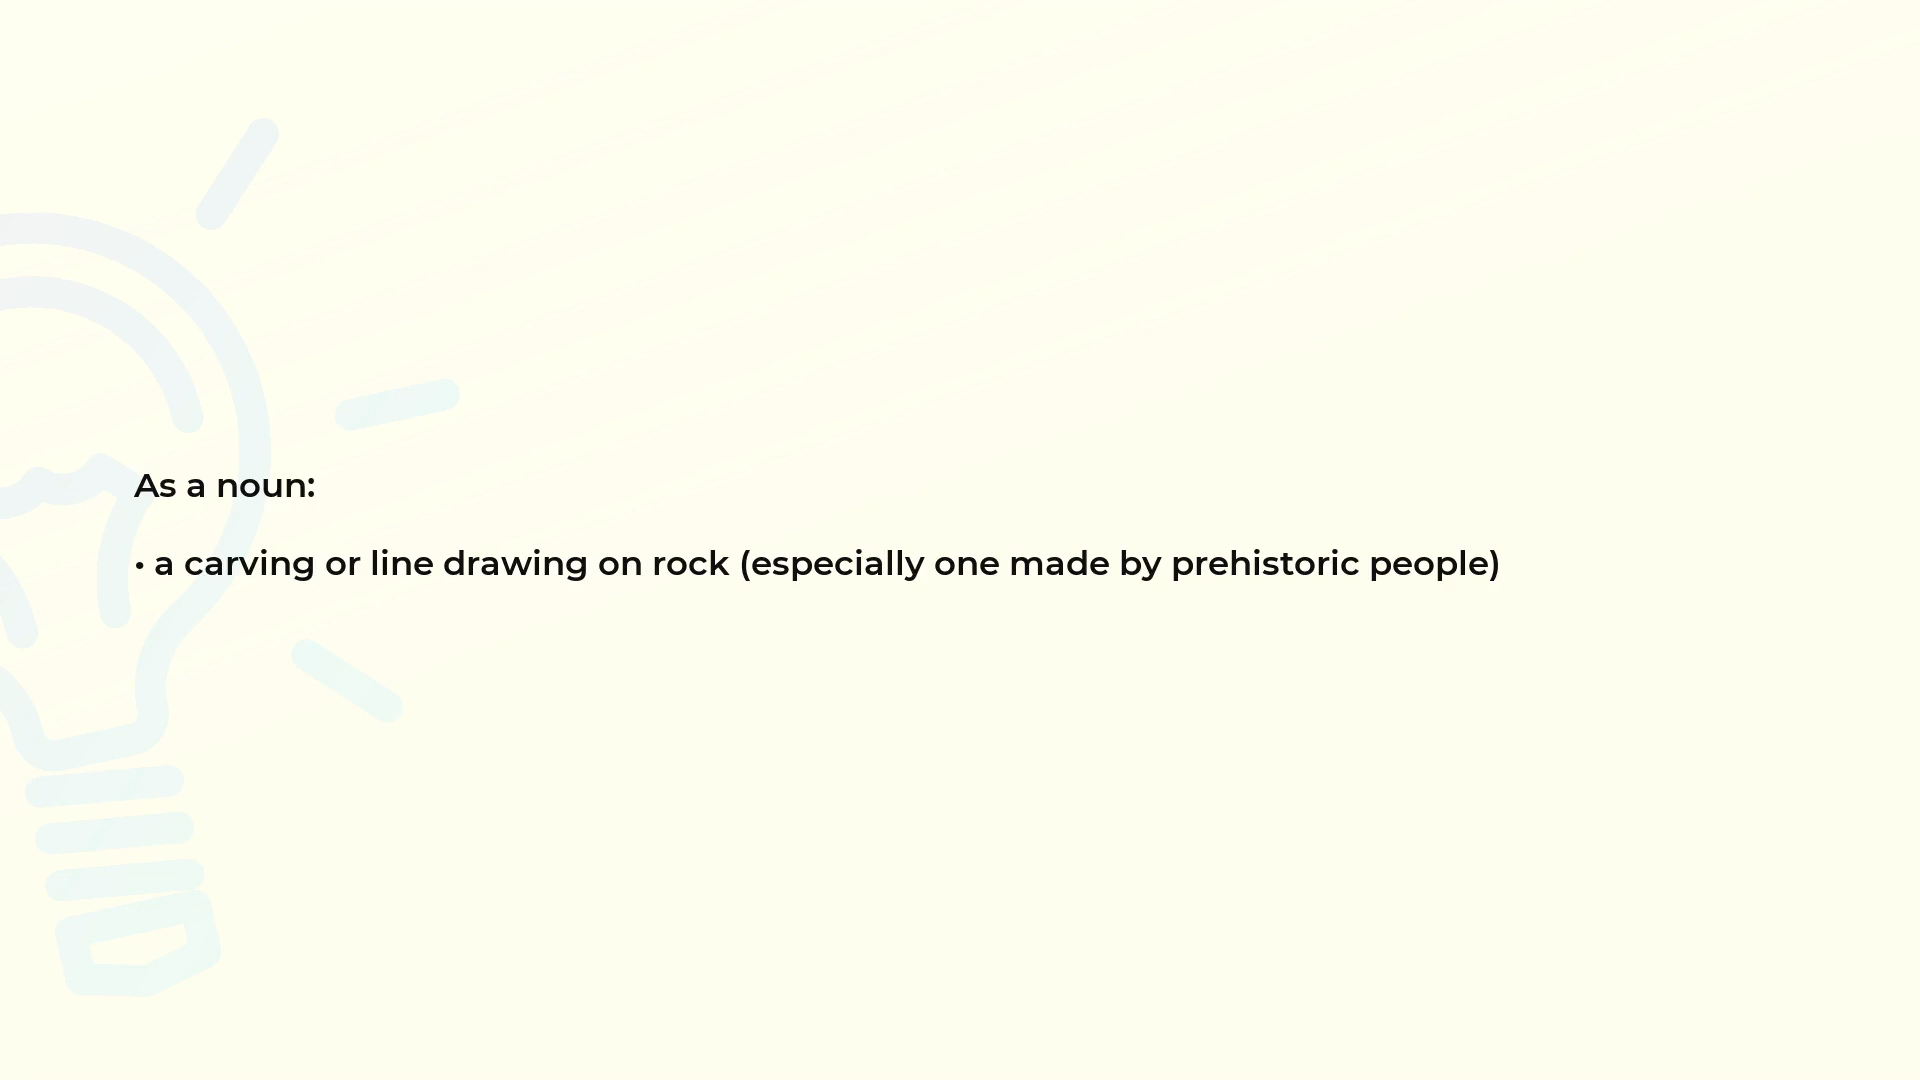 As a noun:
• a carving or line drawing on rock (especially one made by prehistoric people)